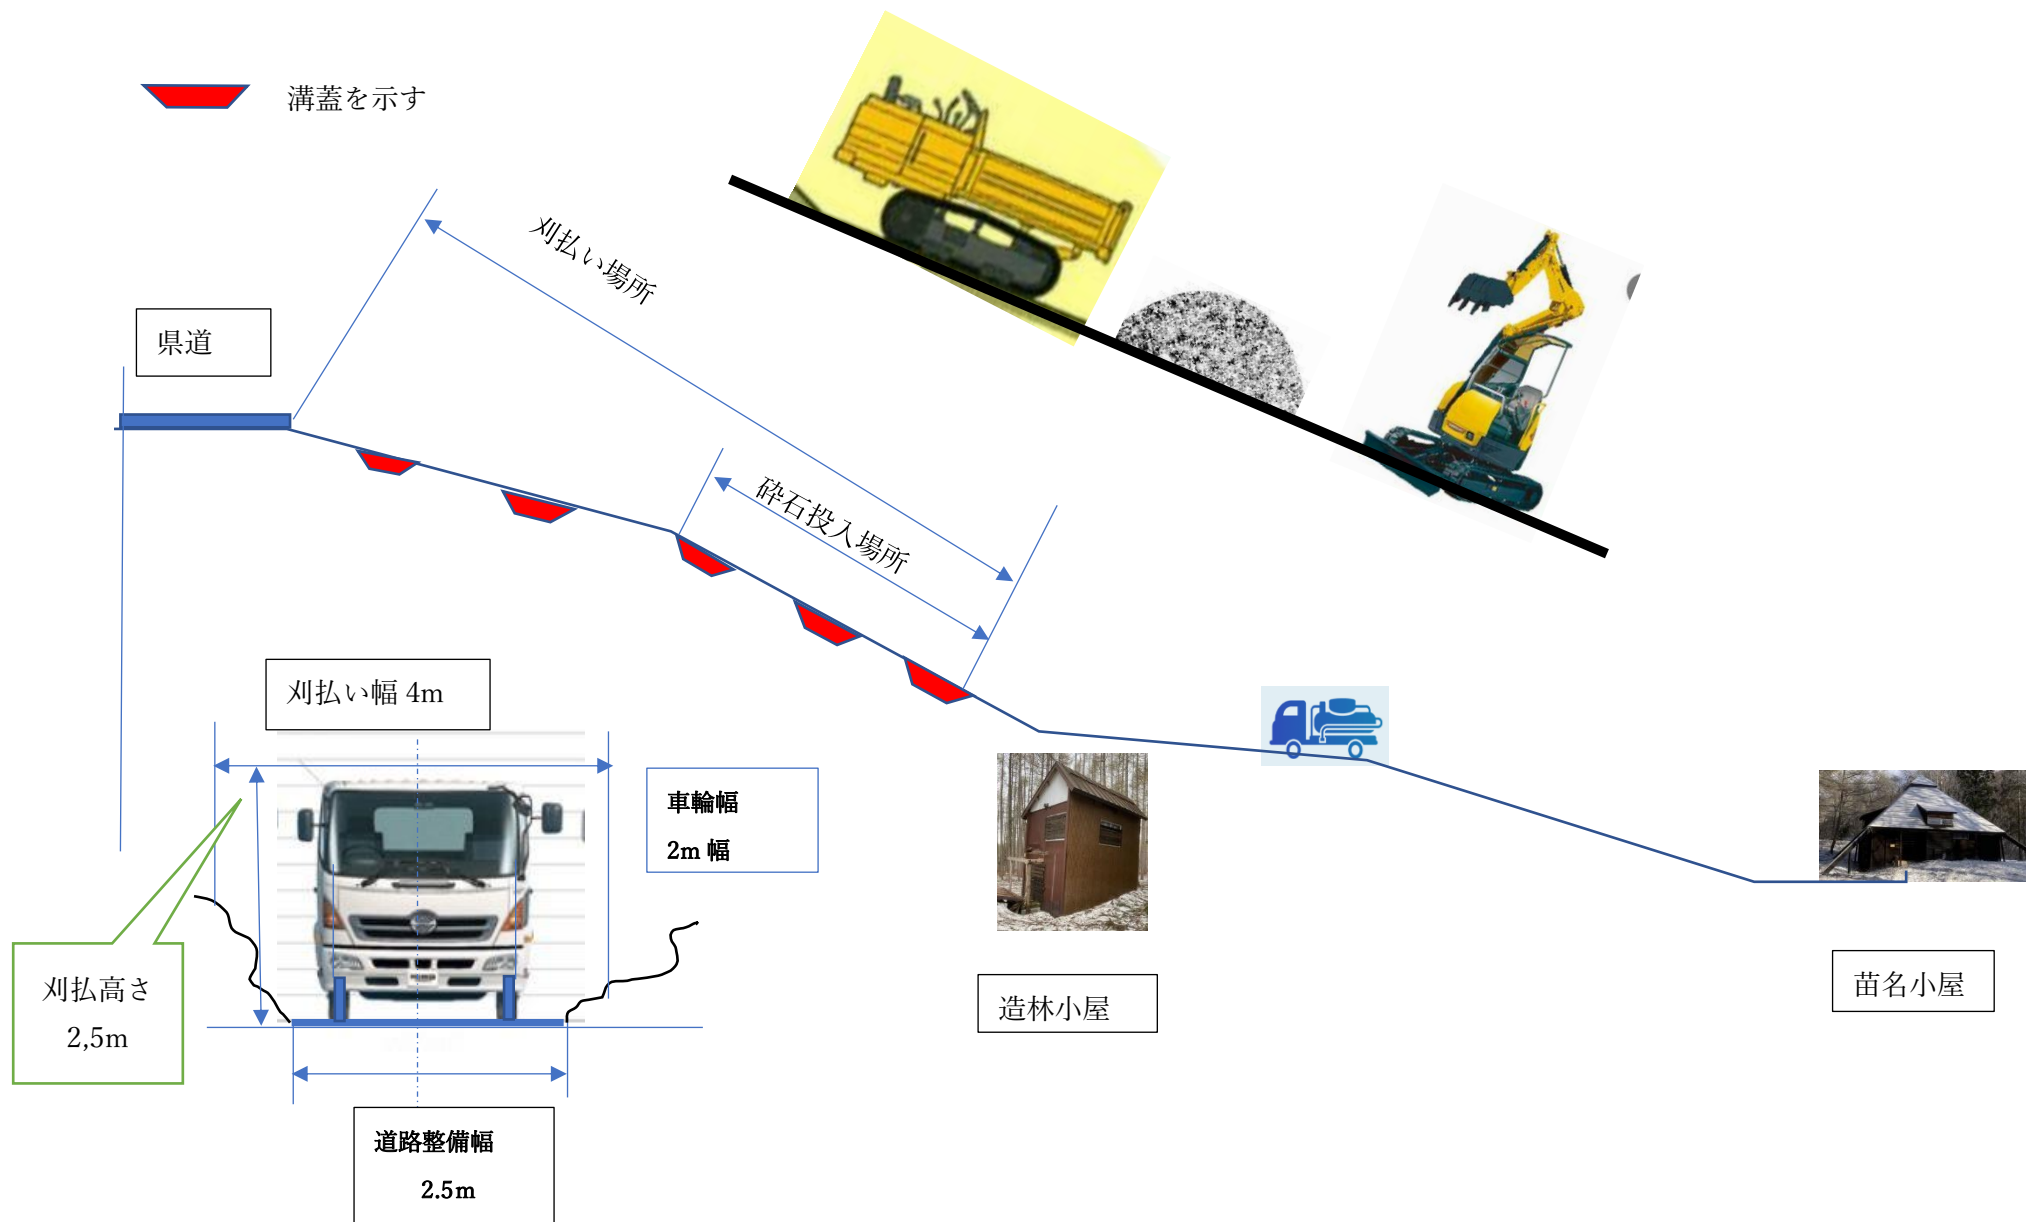 溝蓋を示す
刈払い場所
県道
砕石投入場所
刈払い幅 4m
車輪幅
2m 幅
刈払高さ
2,5m
造林小屋
苗名小屋
道路整備幅
2.5m